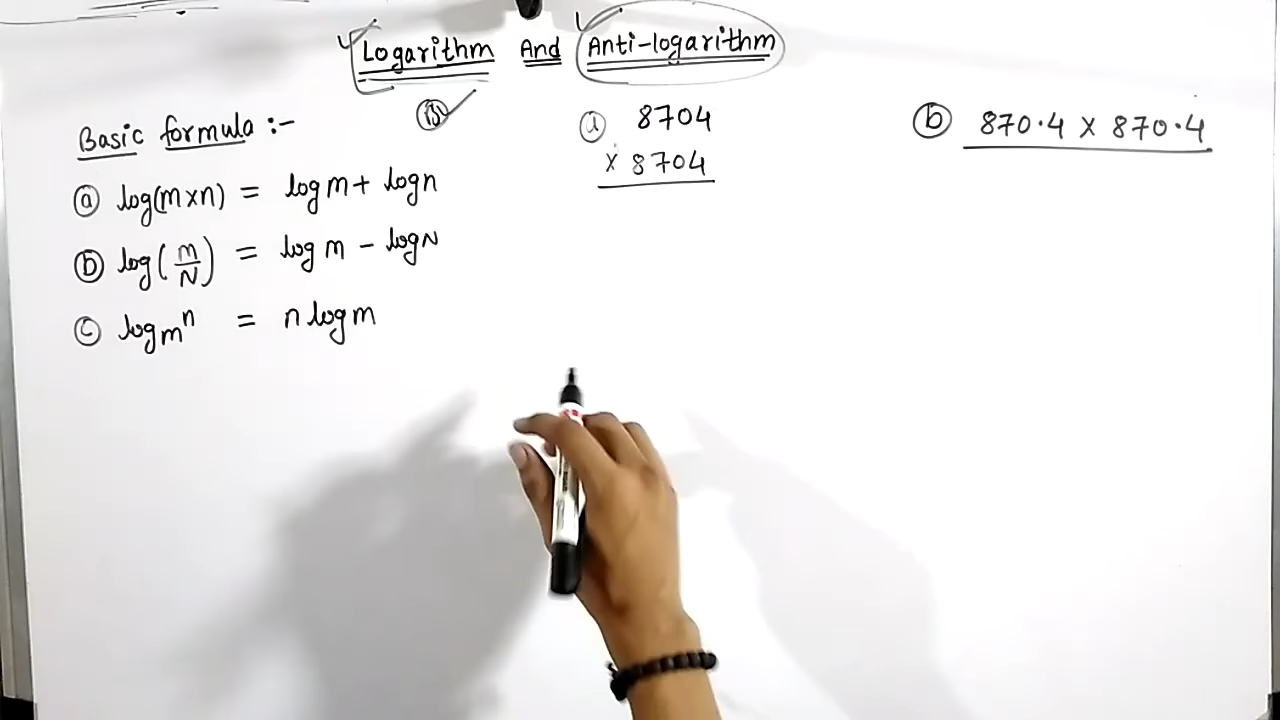 Logarithm And Anti-logarithm
Basic formula :-
ⓐ log(m×n) = log m + log n
ⓑ log(m/N) = log m - log N
ⓒ log mⁿ = n log m
ⓐ 8704
× 8704
ⓑ 870.4 × 870.4